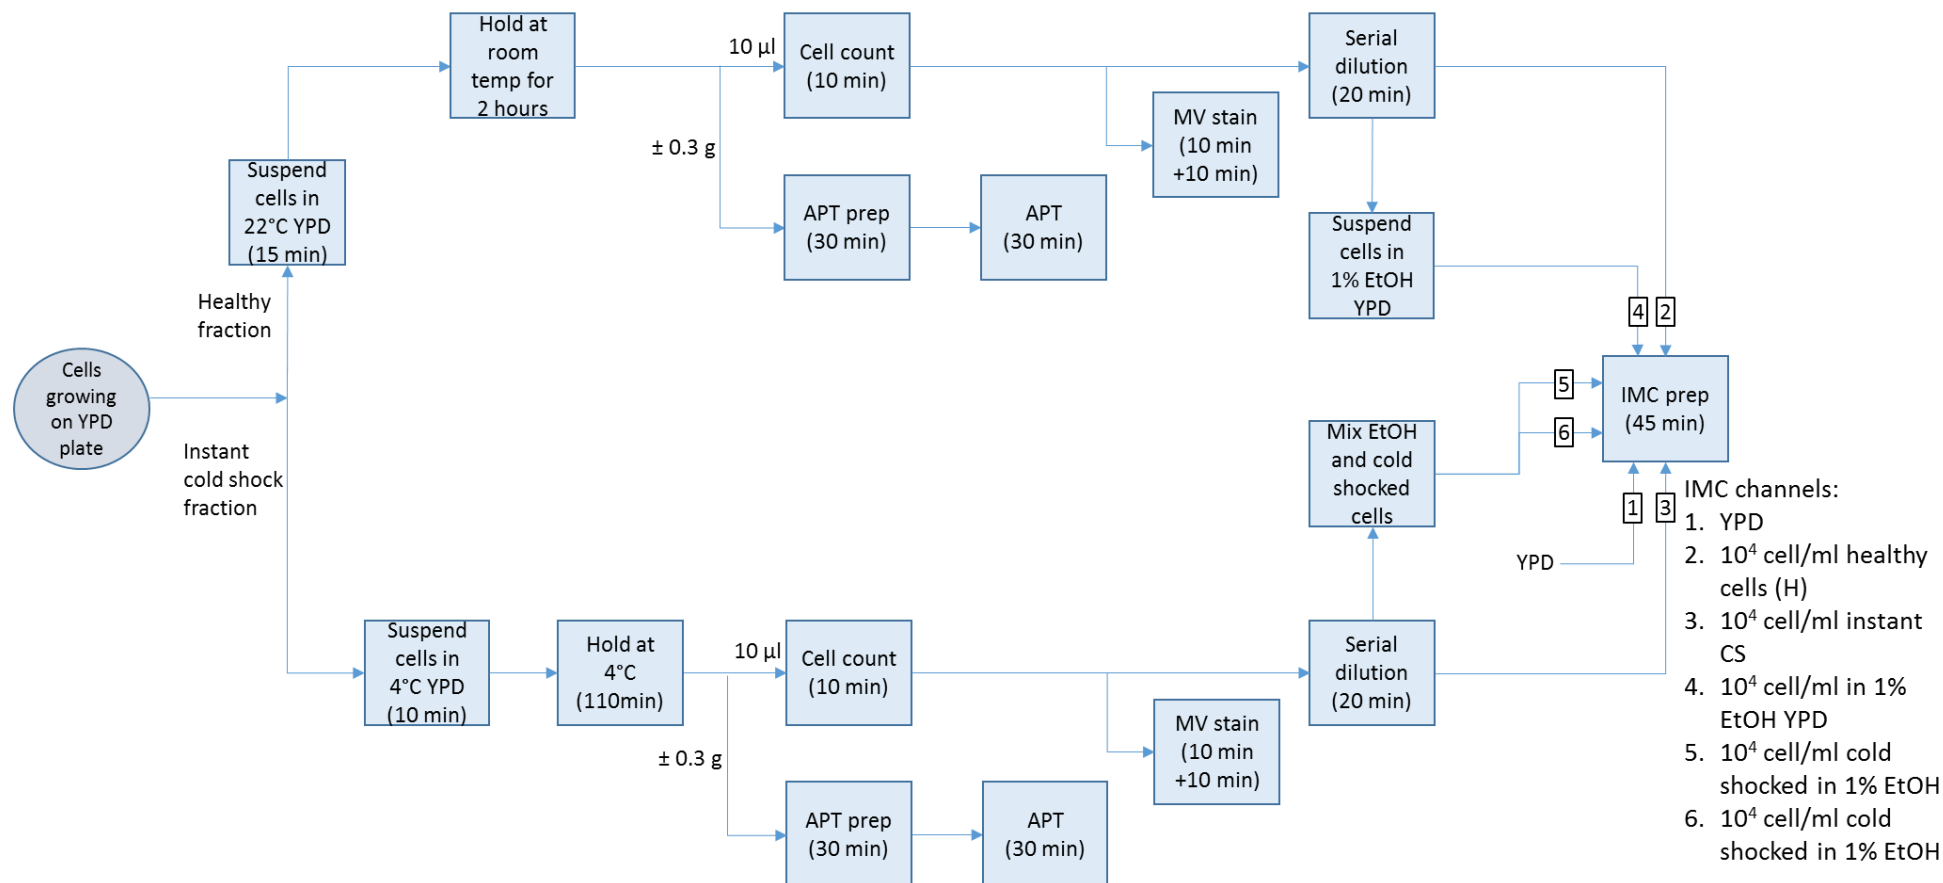 Hold at
room
temp for
2 hours
10 µl
Cell count
(10 min)
Serial
dilution
(20 min)
MV stain
(10 min
+10 min)
± 0.3 g
Suspend
cells in
22°C YPD
(15 min)
APT prep
(30 min)
APT
(30 min)
Suspend
cells in
1% EtOH
YPD
Healthy
fraction
4
2
Cells
growing
on YPD
plate
5
IMC prep
(45 min)
6
Instant
cold shock
fraction
Mix EtOH
and cold
shocked
cells
1
3
YPD
IMC channels:
1. YPD
2. 10⁴ cell/ml healthy
cells (H)
3. 10⁴ cell/ml instant
CS
4. 10⁴ cell/ml in 1%
EtOH YPD
5. 10⁴ cell/ml cold
shocked in 1% EtOH
6. 10⁴ cell/ml cold
shocked in 1% EtOH
Suspend
cells in
4°C YPD
(10 min)
Hold at
4°C
(110min)
10 µl
Cell count
(10 min)
Serial
dilution
(20 min)
± 0.3 g
MV stain
(10 min
+10 min)
APT prep
(30 min)
APT
(30 min)